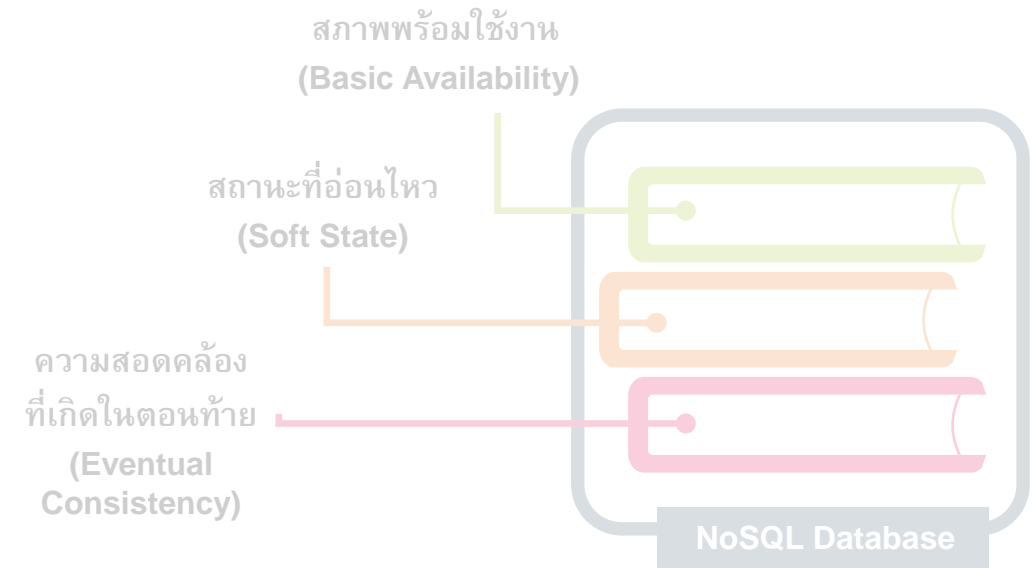 สภาพพร้อมใช้งาน
(Basic Availability)
สถานะที่อ่อนไหว
(Soft State)
ความสอดคล้อง
ที่เกิดในตอนท้าย
(Eventual
Consistency)
NoSQL Database